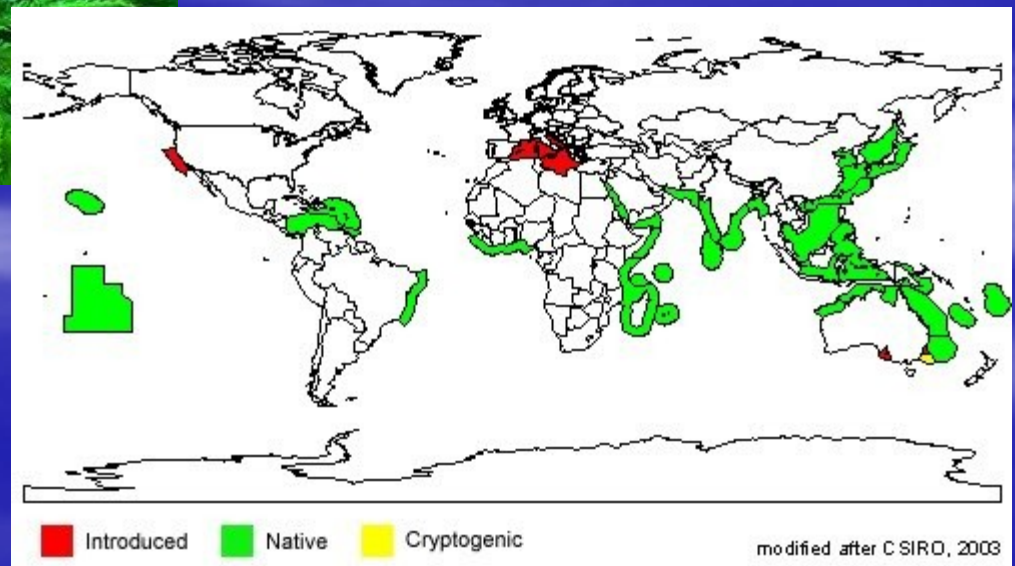 Introduced Native Cryptogenic
modified after CSIRO, 2003